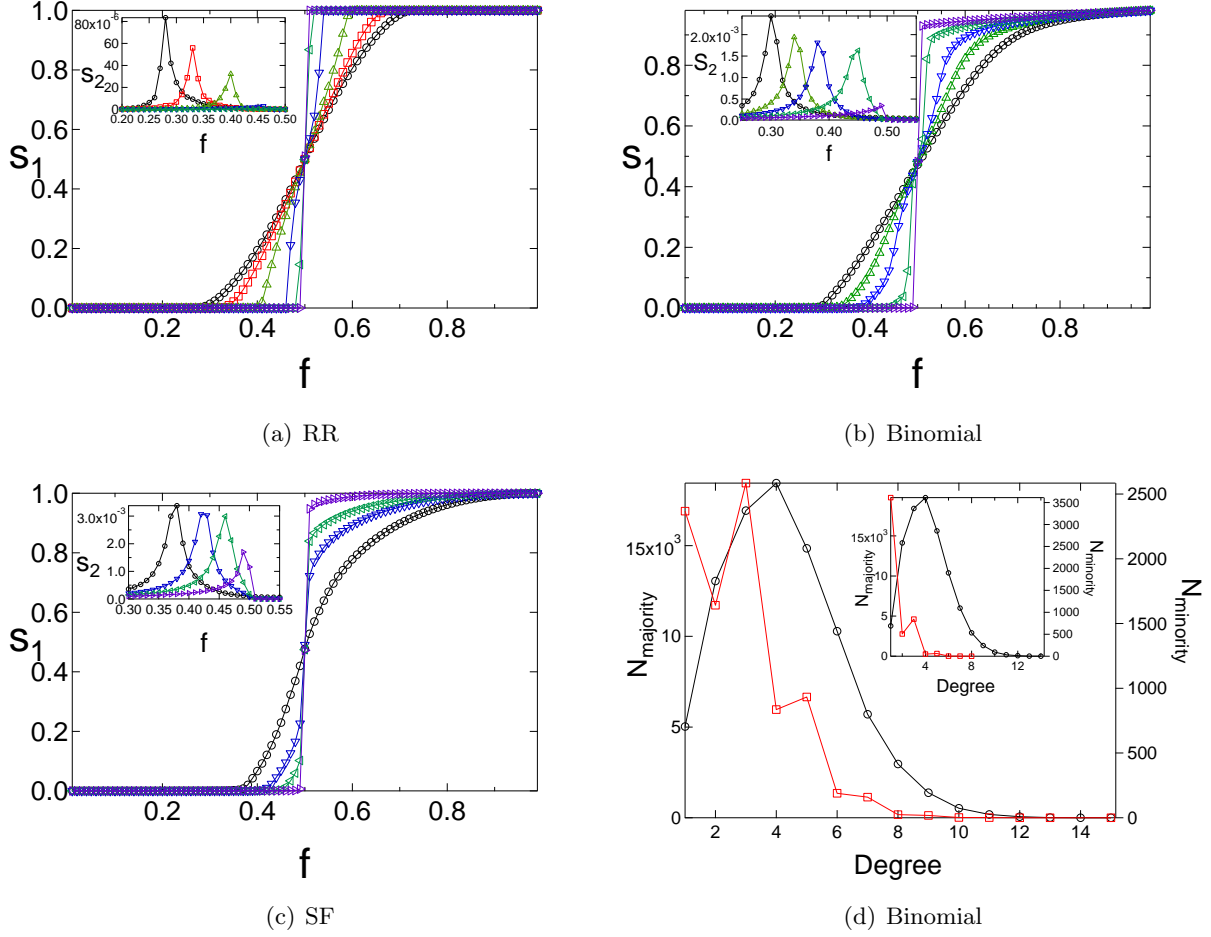 1.0
0.8
0.6
0.4
0.2
0.0
S1
0.2 0.4 0.6 0.8
f
80x10-3
60
40
20
0
S2
0.20 0.25 0.30 0.35 0.40 0.45 0.50
f
(a) RR
1.0
0.8
0.6
0.4
0.2
0.0
S1
0.2 0.4 0.6 0.8
f
2.0x10-3
1.5
1.0
0.5
0.0
S2
0.30 0.40 0.50
f
(b) Binomial
1.0
0.8
0.6
0.4
0.2
0.0
S1
0.2 0.4 0.6 0.8
f
3.0x10-3
2.0
1.0
0.0
S2
0.30 0.35 0.40 0.45 0.50 0.55
f
(c) SF
15x103
10
5
0
Nmajority
2 4 6 8 10 12 14
Degree
2500
2000
1500
1000
500
0
Nminority
15x103
10
5
0
Nmajority
4 8 12
Degree
3500
3000
2500
2000
1500
1000
500
0
Nminority
(d) Binomial